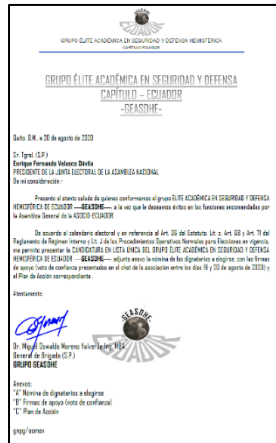 GEASDHE
GRUPO ÉLITE ACADÉMICA EN SEGURIDAD Y DEFENSA HEMISFÉRICA
CAPÍTULO ECUADOR
GRUPO ÉLITE ACADÉMICA EN SEGURIDAD Y DEFENSA
CAPÍTULO – ECUADOR
-GEASDHE-
Quito. D.M., a 20 de agosto de 2020
Sr. Tgral. (S.P.)
Enrique Fernando Velasco Dávila
PRESIDENTE DE LA JUNTA ELECTORAL DE LA ASAMBLEA NACIONAL
De mi consideración.-
Presento el atento saludo de quienes conformamos el grupo ÉLITE ACADÉMICA EN SEGURIDAD Y DEFENSA
HEMISFÉRICA DE ECUADOR —GEASDHE—, a la vez que le deseamos éxitos en las funciones encomendadas por
la Asamblea General de la ASOCID-ECUADOR.
De acuerdo al calendario electoral y en referencia al Art. 36 del Estatuto, Lit. c, Art. 68 y Art. 71 del
Reglamento de Régimen Interno y Lit. J de los Procedimientos Operativos Normales para Elecciones en vigencia,
me permito presentar la CANDIDATURA EN LISTA ÚNICA DEL GRUPO ÉLITE ACADÉMICA EN SEGURIDAD Y DEFENSA
HEMISFÉRICA DE ECUADOR —GEASDHE—, adjunto anexo la nómina de los dignatarios a elegirse con las firmas
de apoyo (voto de confianza presentados en el chat de la asociación entre los días 18 y 20 de agosto de 2020) y
el Plan de Acción correspondiente.
Atentamente,
GEASDHE
Dr. Miguel Oswaldo Moreno Valverde
General de Brigada (S.P.)
GRUPO GEASDHE
Anexos:
"A" Nómina de dignatarios a elegirse
"B" Firmas de apoyo (voto de confianza)
"C" Plan de Acción